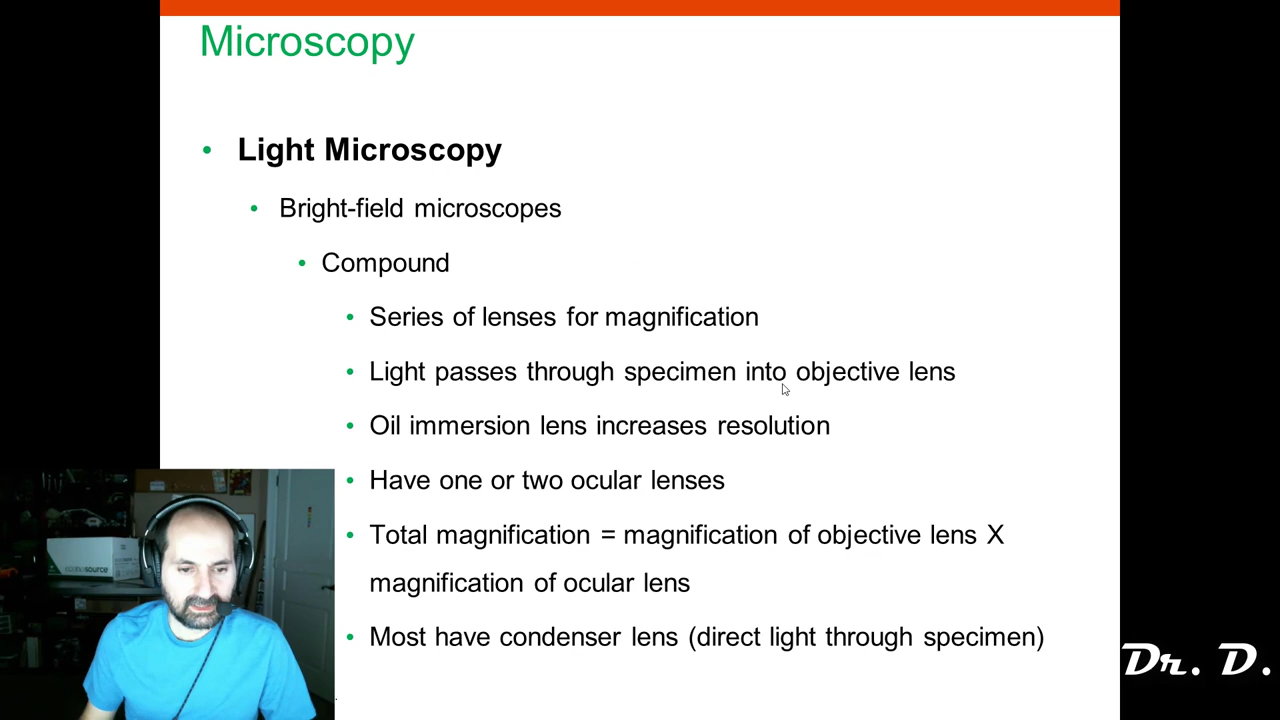 Microscopy
• Light Microscopy
• Bright-field microscopes
• Compound
• Series of lenses for magnification
• Light passes through specimen into objective lens
• Oil immersion lens increases resolution
• Have one or two ocular lenses
• Total magnification = magnification of objective lens X
magnification of ocular lens
• Most have condenser lens (direct light through specimen)
Dr. D.